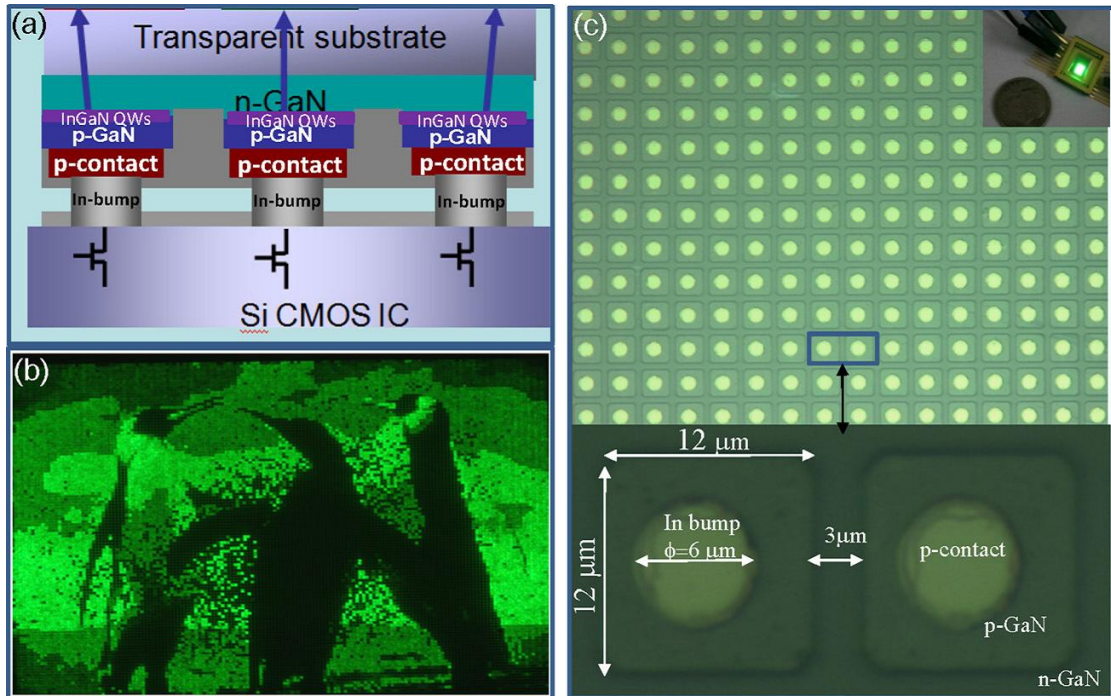 (a)
Transparent substrate
n-GaN
InGaN QWs
InGaN QWs
InGaN QWs
p-GaN
p-GaN
p-GaN
p-contact
p-contact
p-contact
In-bump
In-bump
In-bump
Si CMOS IC
(b)
(c)
12 μm
12 μm
In bump
ϕ=6 μm
3μm
p-contact
p-GaN
n-GaN